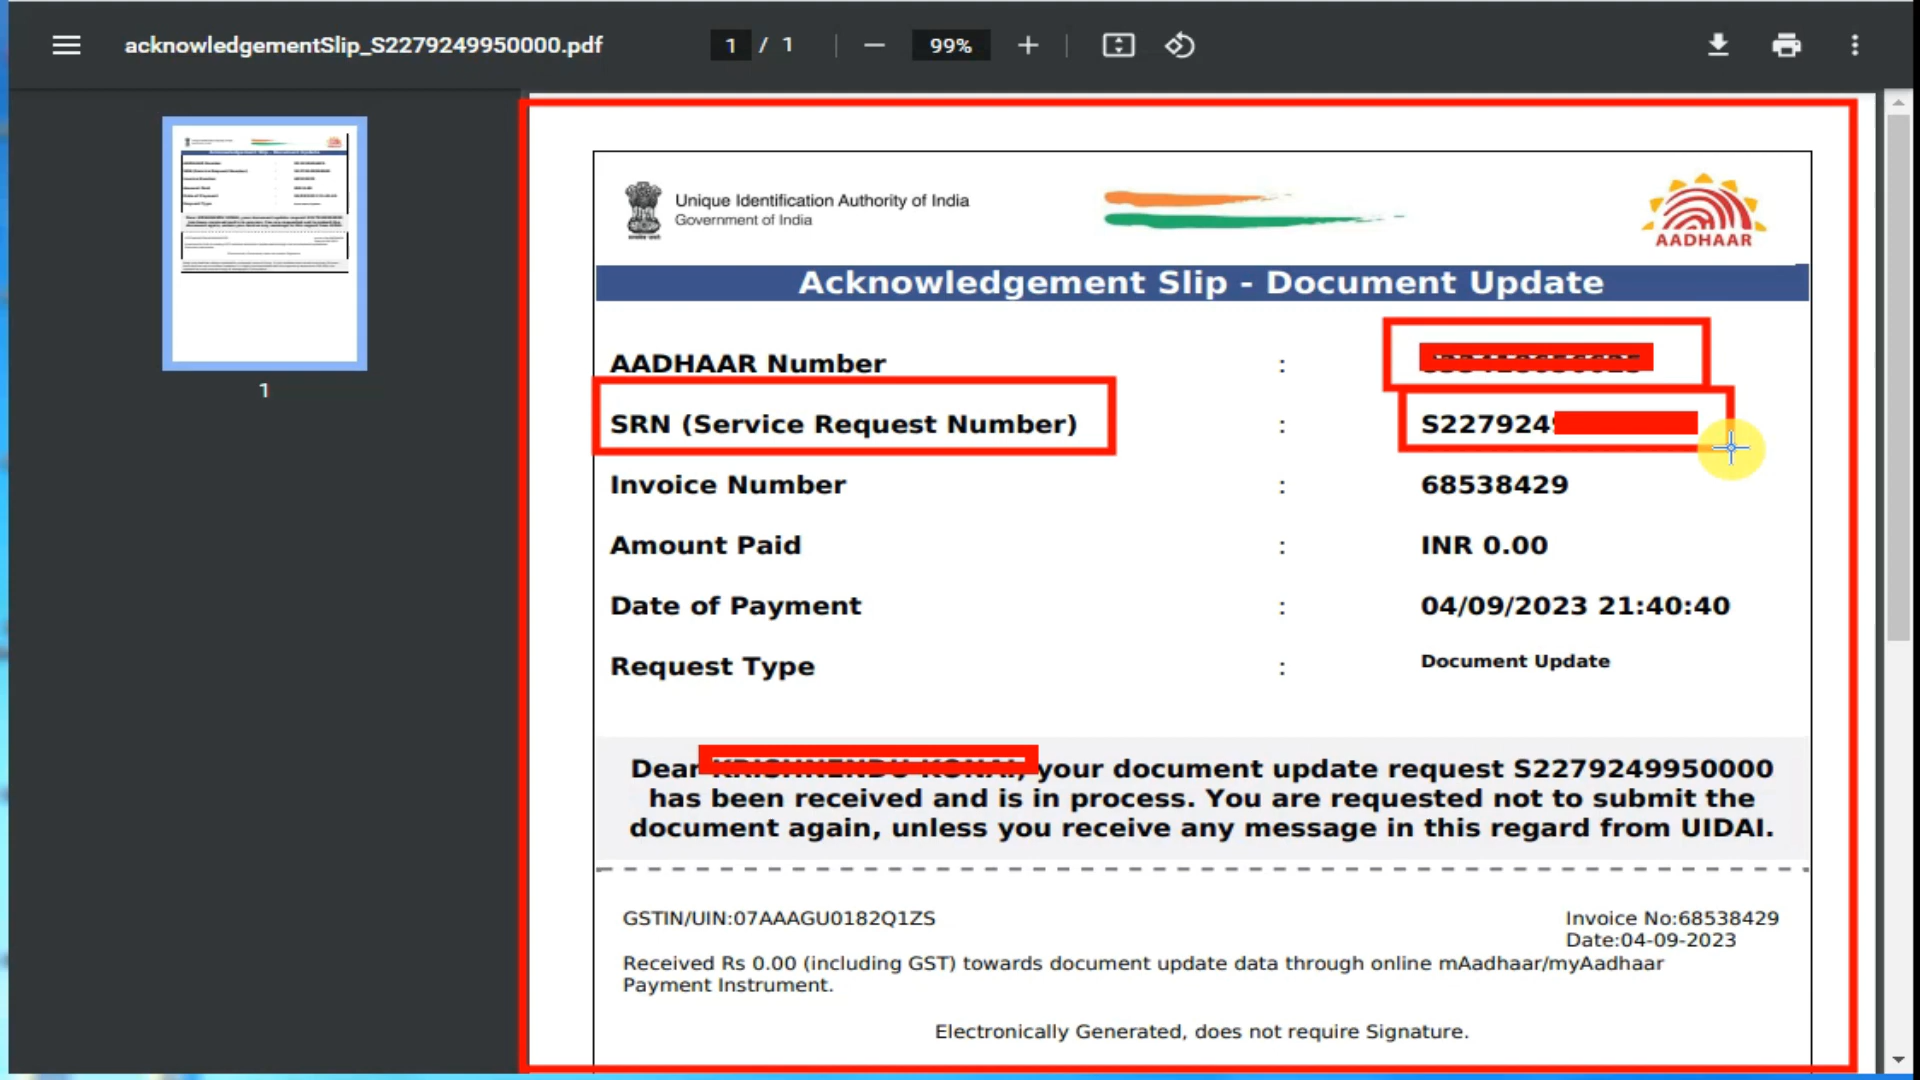 acknowledgementSlip_S2279249950000.pdf
1 / 1
99%
1
Unique Identification Authority of India
Government of India
AADHAAR
Acknowledgement Slip - Document Update
AADHAAR Number :
SRN (Service Request Number) : S227924
Invoice Number : 68538429
Amount Paid : INR 0.00
Date of Payment : 04/09/2023 21:40:40
Request Type : Document Update
Dear your document update request S2279249950000
has been received and is in process. You are requested not to submit the
document again, unless you receive any message in this regard from UIDAI.
GSTIN/UIN:07AAAGU0182Q1ZS
Invoice No:68538429
Date:04-09-2023
Received Rs 0.00 (including GST) towards document update data through online mAadhaar/myAadhaar
Payment Instrument.
Electronically Generated, does not require Signature.